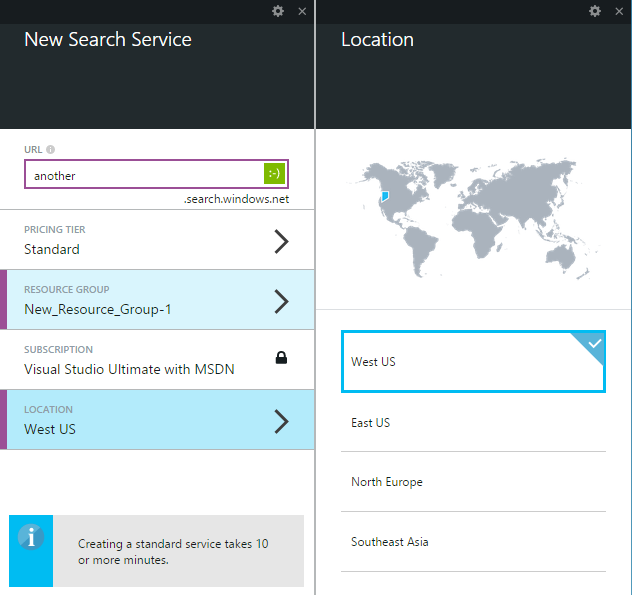 New Search Service
URL
another
:-)
.search.windows.net
PRICING TIER
Standard
RESOURCE GROUP
New_Resource_Group-1
SUBSCRIPTION
Visual Studio Ultimate with MSDN
LOCATION
West US
i
Creating a standard service takes 10
or more minutes.
Location
West US
East US
North Europe
Southeast Asia